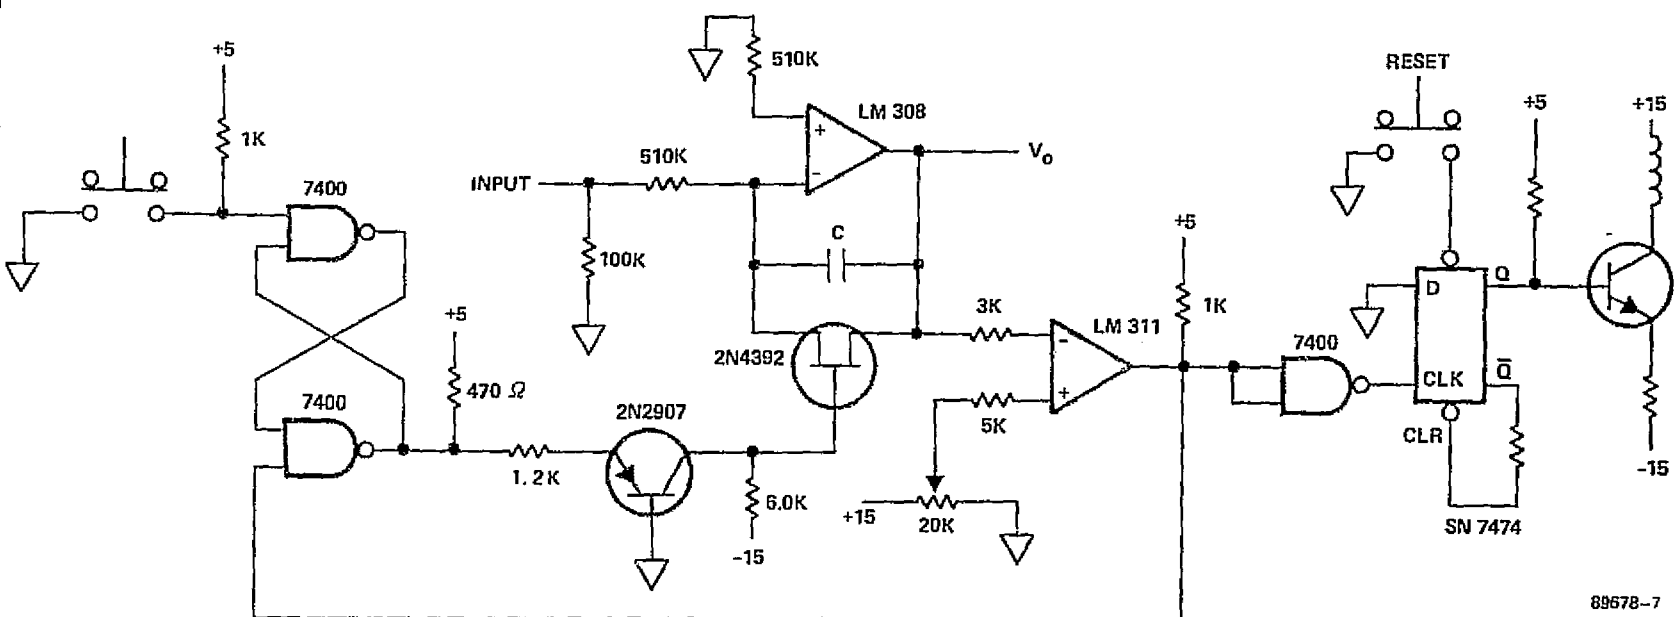 +5
1K
7400
7400
+5
470 Ω
1.2K
2N2907
6.0K
-15
510K
LM 308
+
-
Vo
INPUT
510K
100K
C
2N4392
3K
5K
LM 311
-
+
+15
20K
+5
1K
7400
RESET
D
Q
CLK
Q̅
CLR
SN 7474
+5
+15
-15
89678-7